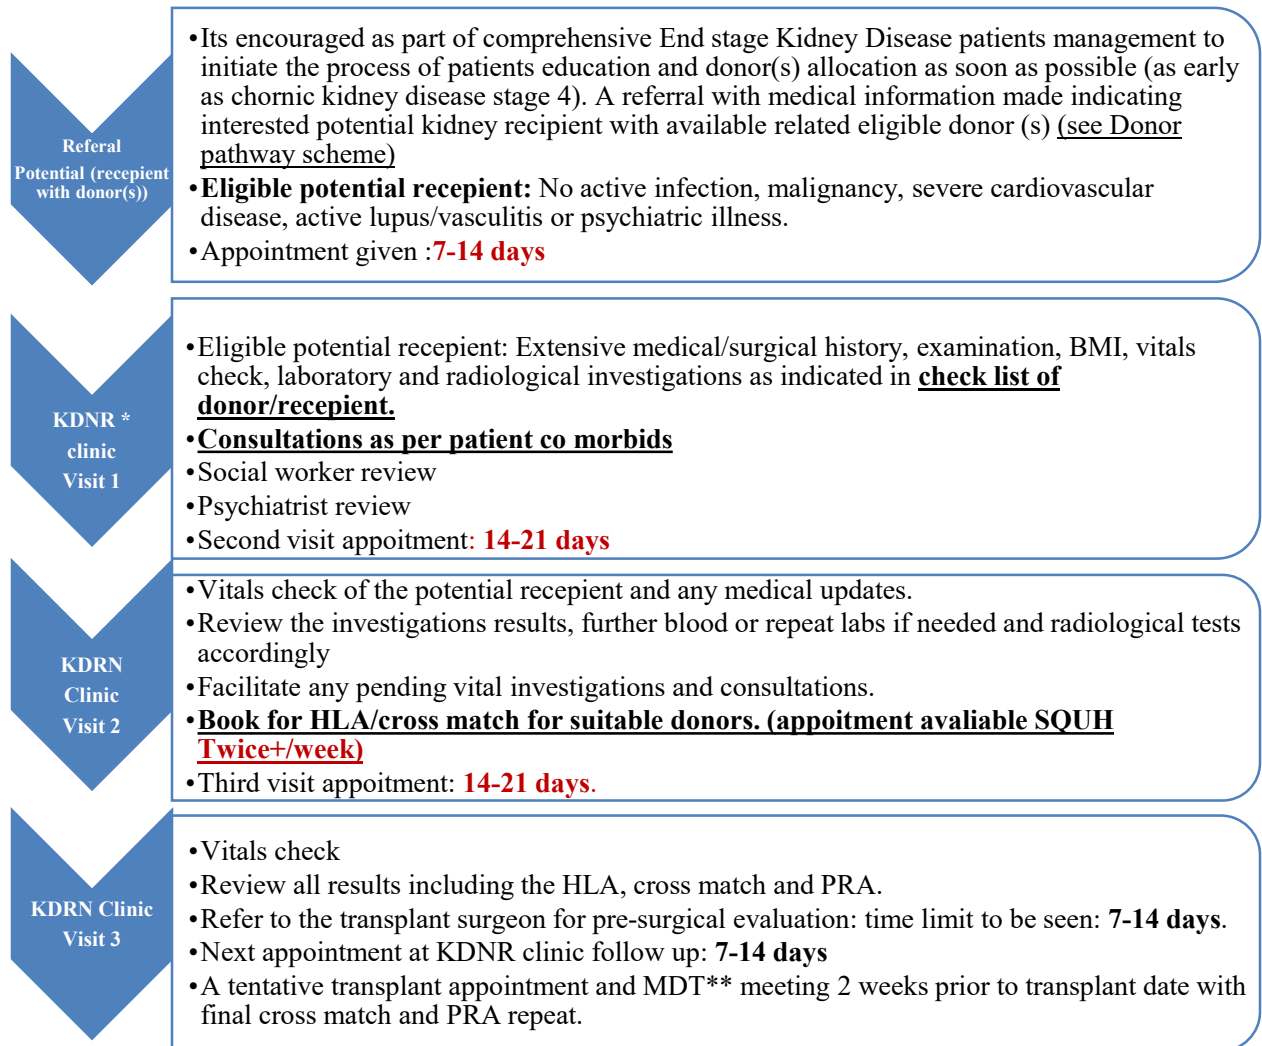 Referal
Potential (recepient
with donor(s))
•Its encouraged as part of comprehensive End stage Kidney Disease patients management to
initiate the process of patients education and donor(s) allocation as soon as possible (as early
as chornic kidney disease stage 4). A referral with medical information made indicating
interested potential kidney recipient with available related eligible donor (s) (see Donor
pathway scheme)
•Eligible potential recepient: No active infection, malignancy, severe cardiovascular
disease, active lupus/vasculitis or psychiatric illness.
•Appointment given :7-14 days
KDNR *
clinic
Visit 1
•Eligible potential recepient: Extensive medical/surgical history, examination, BMI, vitals
check, laboratory and radiological investigations as indicated in check list of
donor/recepient.
•Consultations as per patient co morbids
•Social worker review
•Psychiatrist review
•Second visit appoitment: 14-21 days
KDRN
Clinic
Visit 2
•Vitals check of the potential recepient and any medical updates.
•Review the investigations results, further blood or repeat labs if needed and radiological tests
accordingly
•Facilitate any pending vital investigations and consultations.
•Book for HLA/cross match for suitable donors. (appoitment avaliable SQUH
Twice+/week)
•Third visit appoitment: 14-21 days.
KDRN Clinic
Visit 3
•Vitals check
•Review all results including the HLA, cross match and PRA.
•Refer to the transplant surgeon for pre-surgical evaluation: time limit to be seen: 7-14 days.
•Next appointment at KDNR clinic follow up: 7-14 days
•A tentative transplant appointment and MDT** meeting 2 weeks prior to transplant date with
final cross match and PRA repeat.